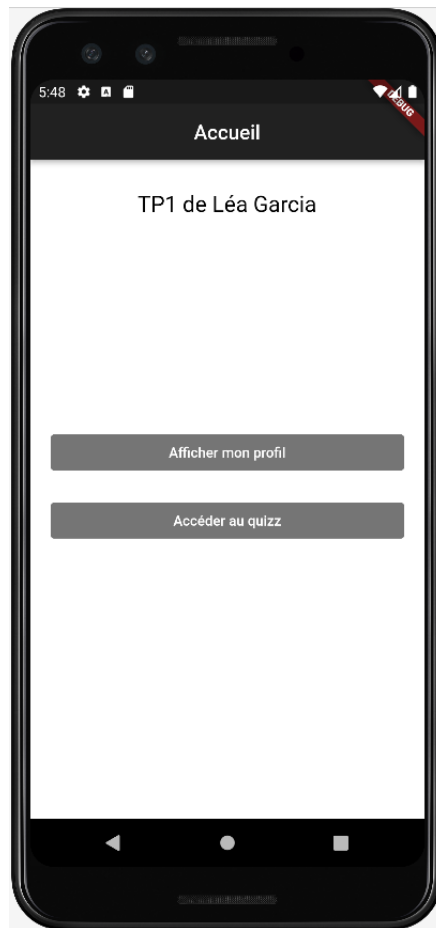 5:48
DEBUG
Accueil
TP1 de Léa Garcia
Afficher mon profil
Accéder au quizz